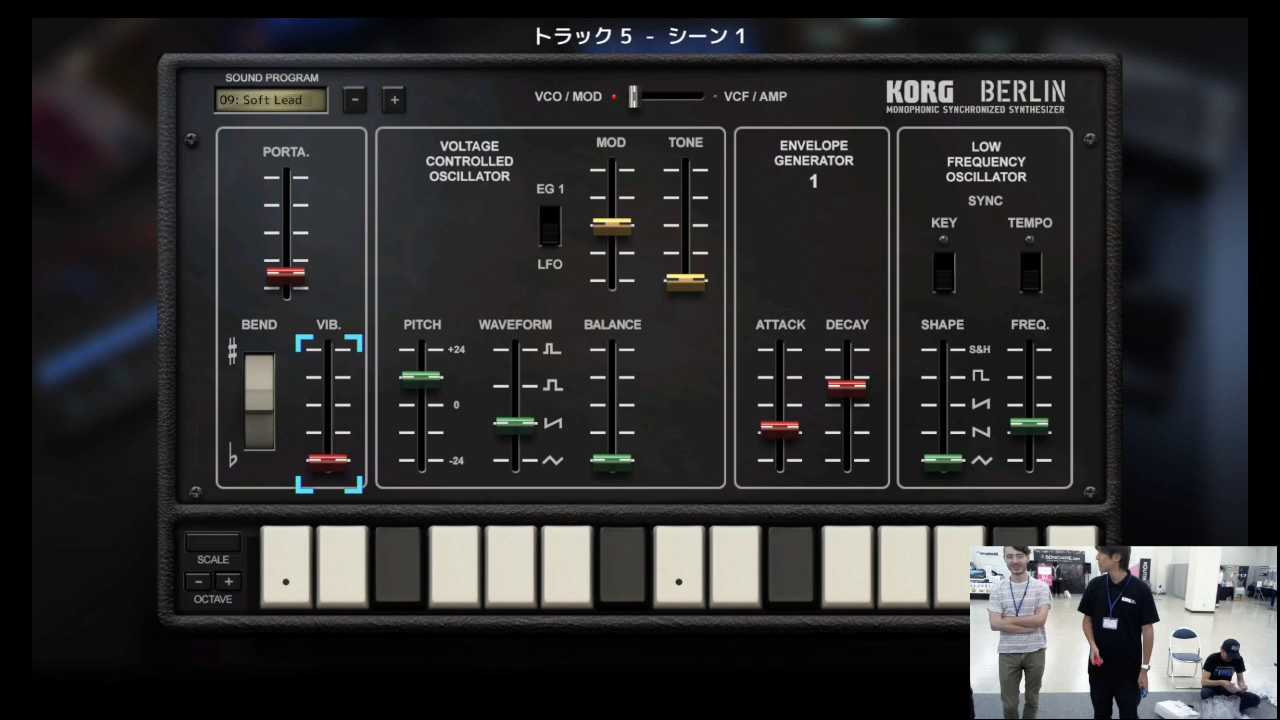 トラック 5 - シーン 1
SOUND PROGRAM
09: Soft Lead
-
+
VCO / MOD
VCF / AMP
KORG BERLIN
MONOPHONIC SYNCHRONIZED SYNTHESIZER
PORTA.
VOLTAGE
CONTROLLED
OSCILLATOR
MOD
TONE
EG 1
LFO
ENVELOPE
GENERATOR
1
LOW
FREQUENCY
OSCILLATOR
SYNC
KEY
TEMPO
BEND
VIB.
♯
♭
PITCH
+24
0
-24
WAVEFORM
BALANCE
ATTACK
DECAY
SHAPE
S&H
FREQ.
SCALE
-
+
OCTAVE